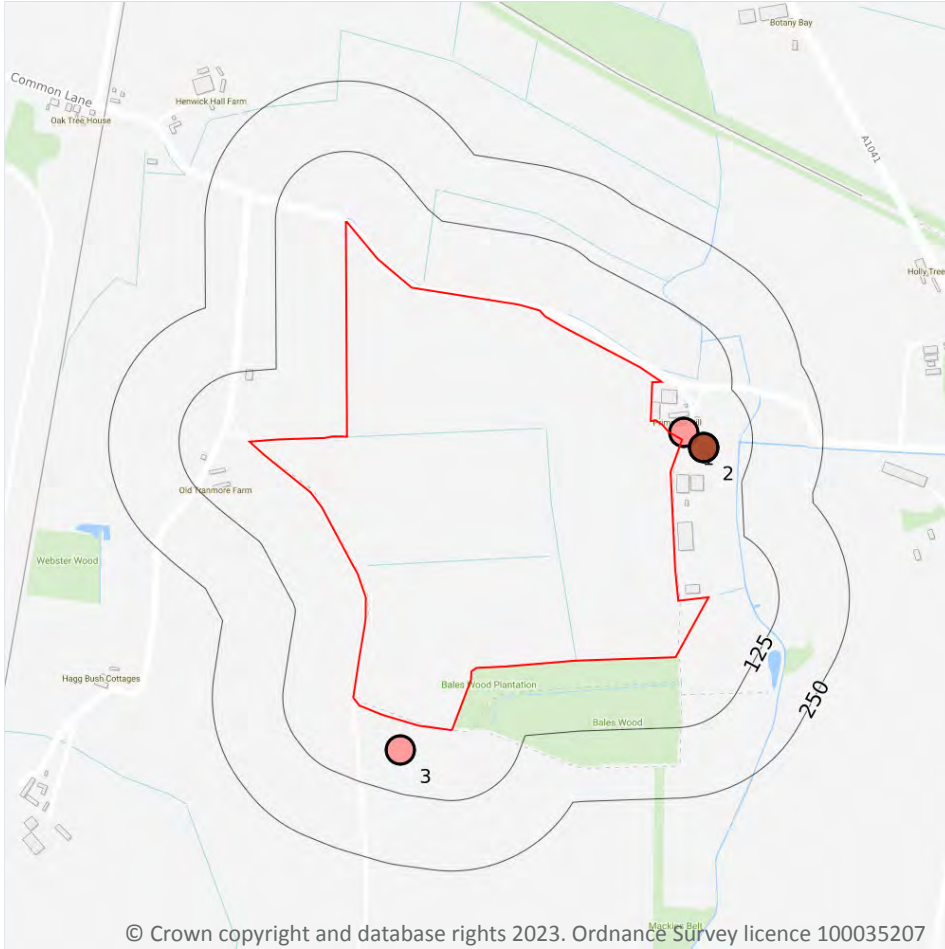 Botany Bay
Common Lane
Henwick Hall Farm
Oak Tree House
A1041
Holly Tree
2
Old Tranmore Farm
Webster Wood
125
Hagg Bush Cottages
Bales Wood Plantation
250
Bales Wood
3
Mackies Bell
© Crown copyright and database rights 2023. Ordnance Survey licence 100035207